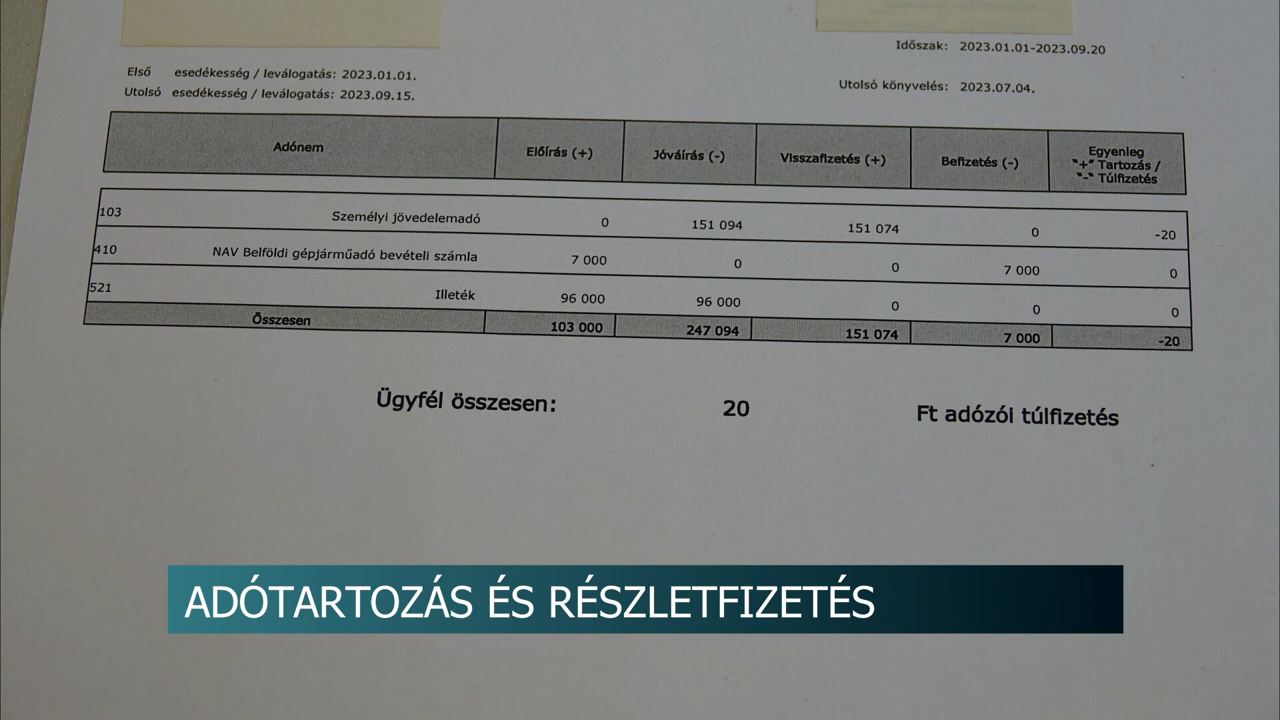 Időszak: 2023.01.01-2023.09.20
Első esedékesség / leválogatás: 2023.01.01.
Utolsó esedékesség / leválogatás: 2023.09.15.
Utolsó könyvelés: 2023.07.04.
Adónem Előírás (+) Jóváírás (-) Visszafizetés (+) Befizetés (-) Egyenleg
"+" Tartozás /
"-" Túlfizetés
103 Személyi jövedelemadó 0 151 094 151 074 0 -20
410 NAV Belföldi gépjárműadó bevételi számla 7 000 0 0 7 000 0
521 Illeték 96 000 96 000 0 0 0
Összesen 103 000 247 094 151 074 7 000 -20
Ügyfél összesen: 20 Ft adózói túlfizetés
ADÓTARTOZÁS ÉS RÉSZLETFIZETÉS